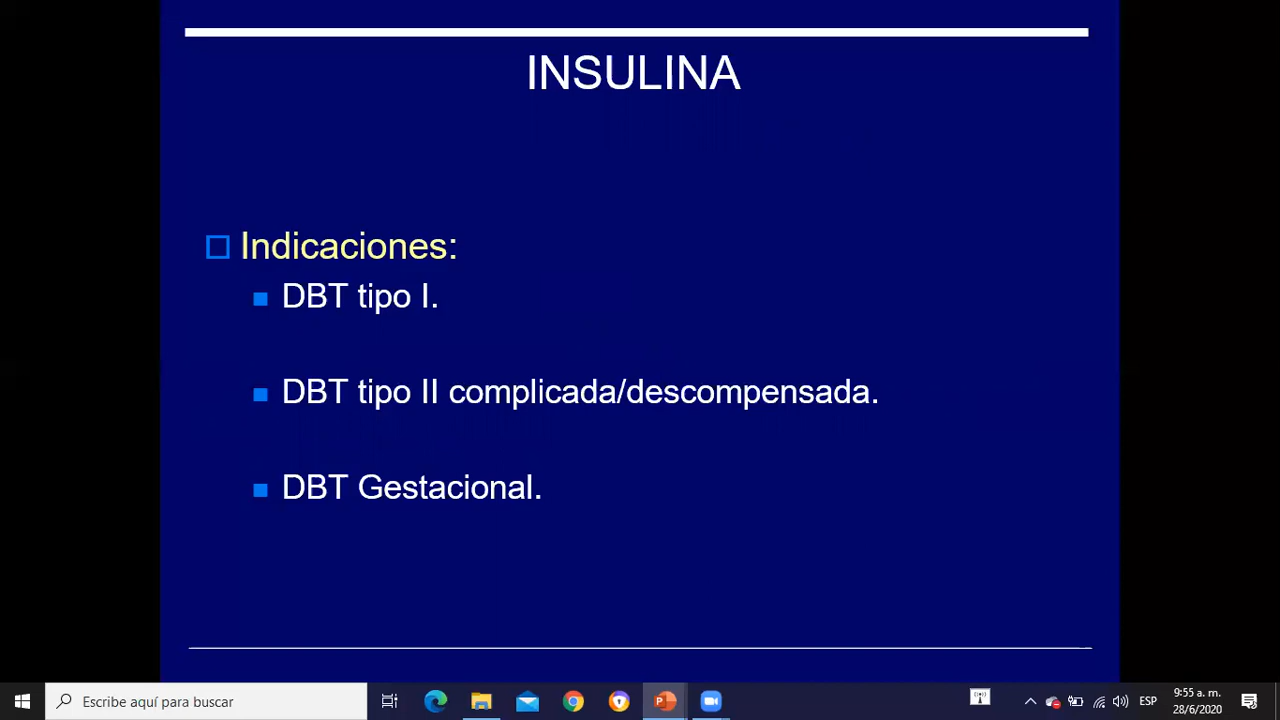 INSULINA
Indicaciones:
DBT tipo I.
DBT tipo II complicada/descompensada.
DBT Gestacional.
Escribe aquí para buscar
ESP
9:55 a. m.
28/6/2020